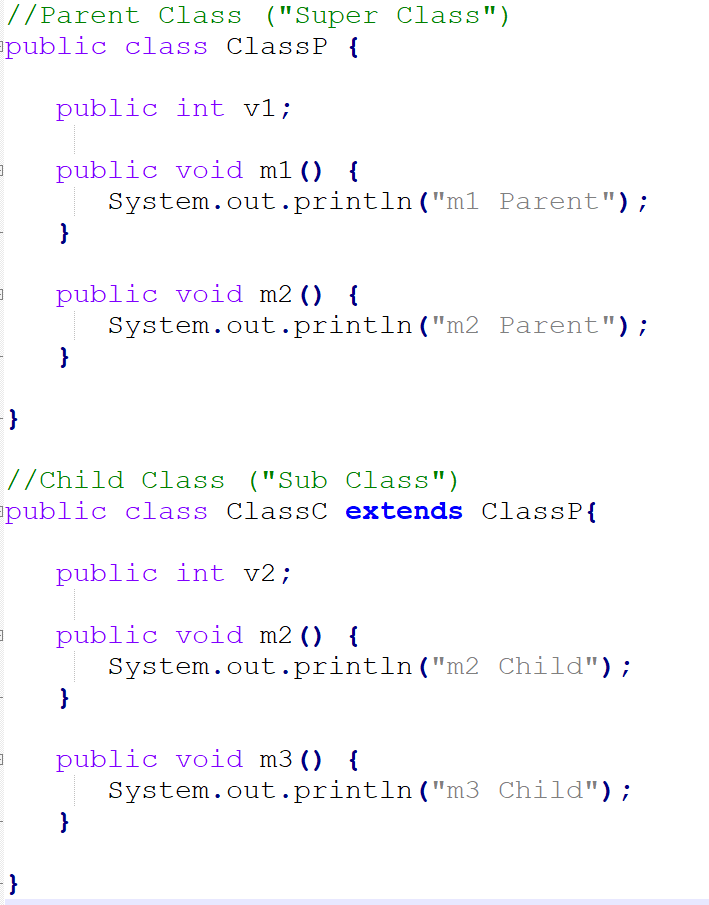 //Parent Class ("Super Class")
public class ClassP {
public int v1;
public void m1() {
System.out.println("m1 Parent");
}
public void m2() {
System.out.println("m2 Parent");
}
}
//Child Class ("Sub Class")
public class ClassC extends ClassP{
public int v2;
public void m2() {
System.out.println("m2 Child");
}
public void m3() {
System.out.println("m3 Child");
}
}